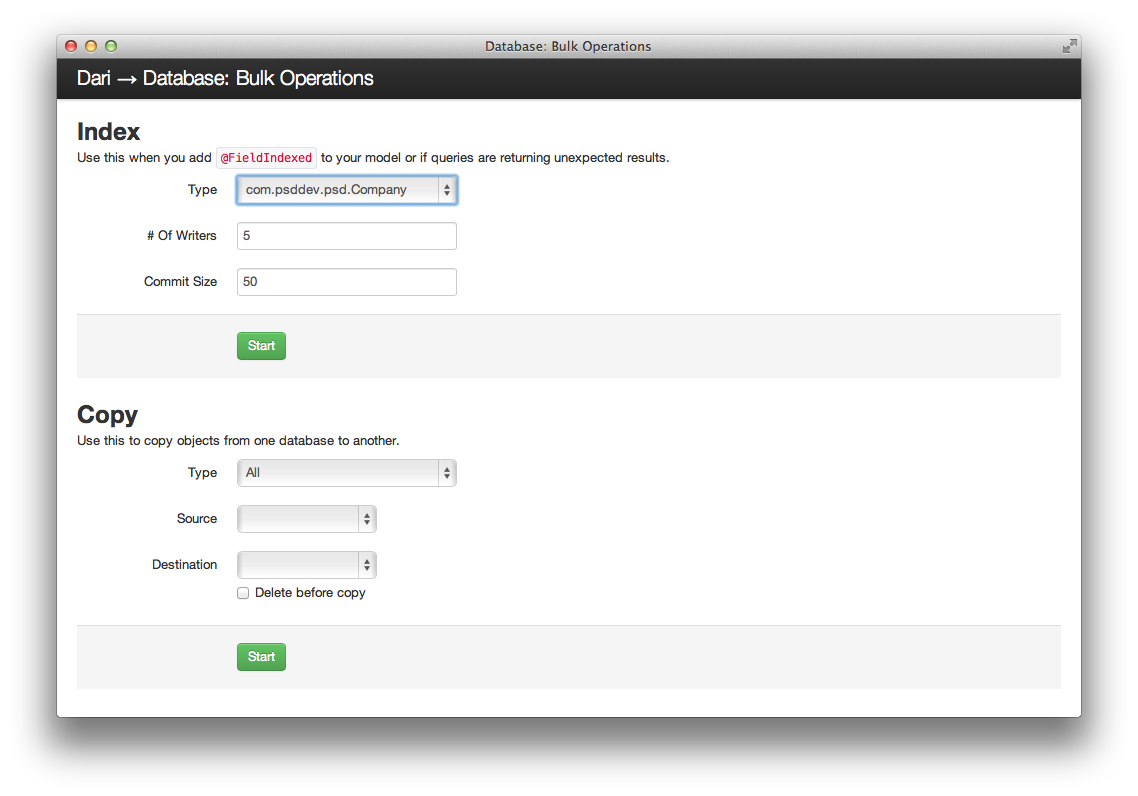 Database: Bulk Operations
Dari → Database: Bulk Operations
Index
Use this when you add @FieldIndexed to your model or if queries are returning unexpected results.
Type com.psddev.psd.Company
# Of Writers 5
Commit Size 50
Start
Copy
Use this to copy objects from one database to another.
Type All
Source
Destination
Delete before copy
Start